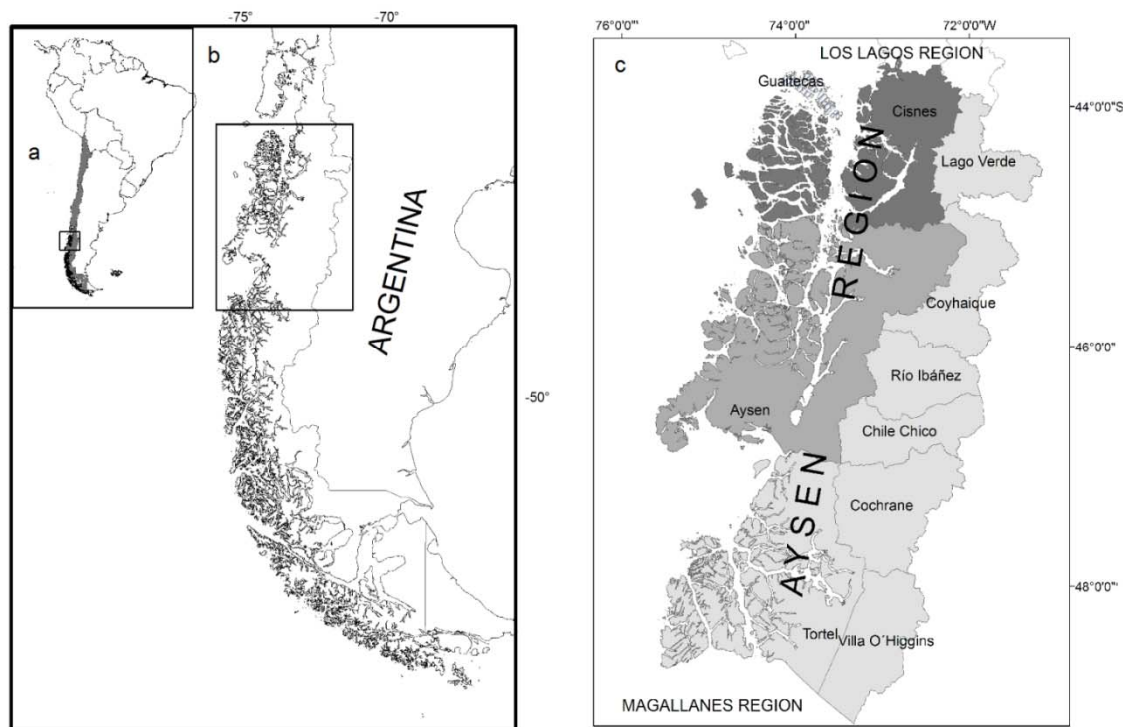 -75° -70°
a
b
ARGENTINA
-50°
76°0'0"' 74°0'0"' 72°0'0"W
c
LOS LAGOS REGION
Guaitecas
Cisnes
44°0'0"S
Lago Verde
REGION
Coyhaique
46°0'0"'
Río Ibáñez
Aysen
Chile Chico
AYSEN
Cochrane
48°0'0"'
Tortel
Villa O´Higgins
MAGALLANES REGION